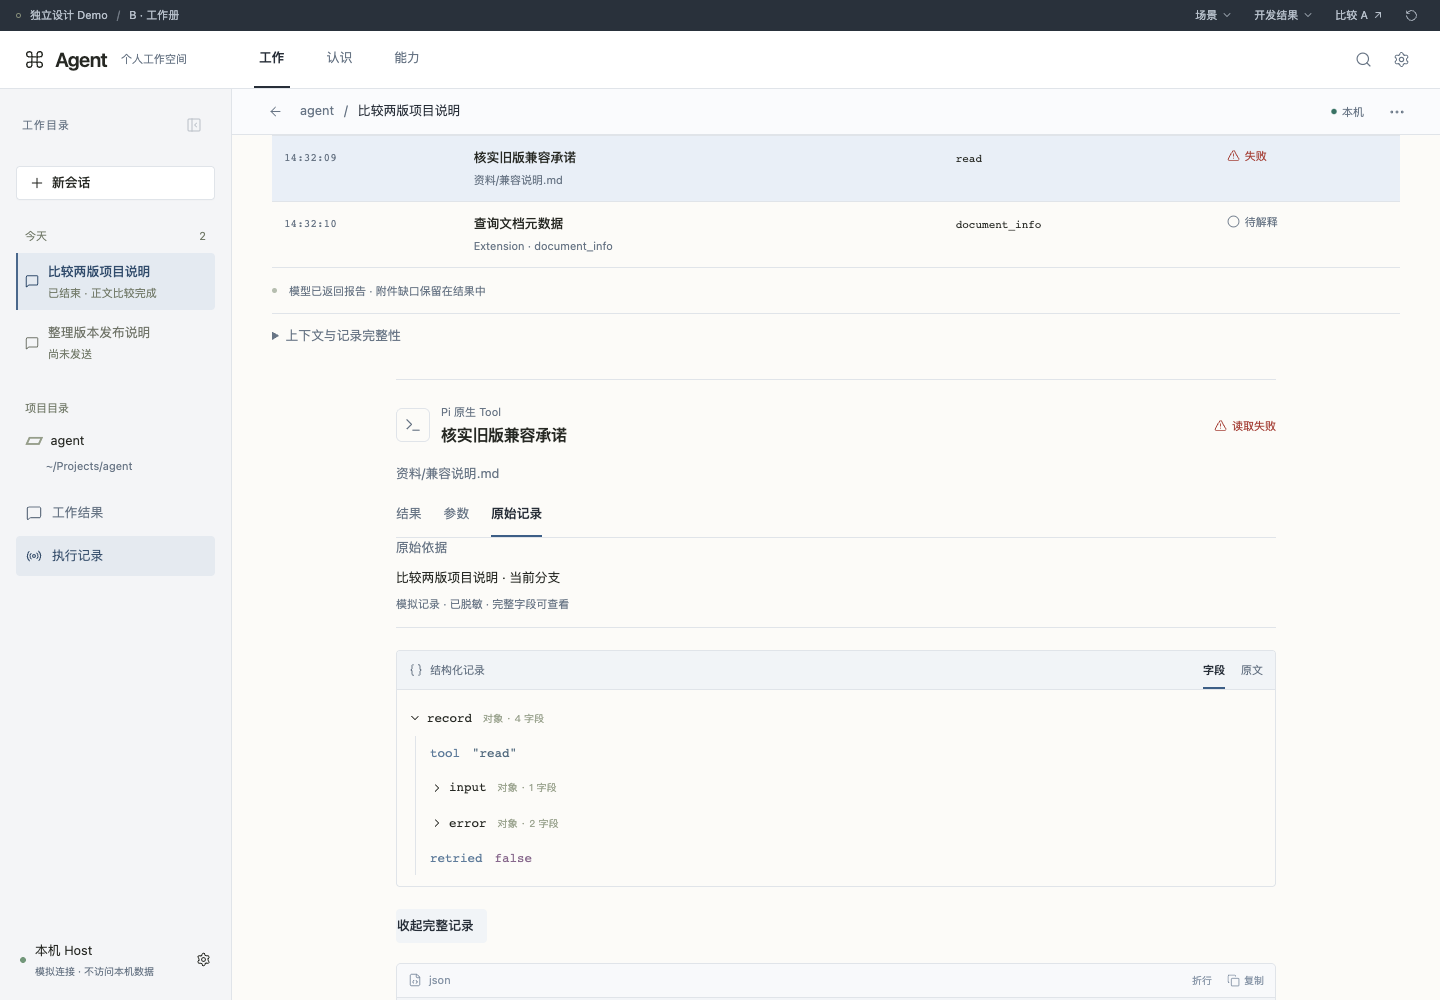 独立设计 Demo / B · 工作册
场景
开发结果
比较 A
Agent 个人工作空间
工作
认识
能力
工作目录
新会话
今天 2
比较两版项目说明
已结束 · 正文比较完成
整理版本发布说明
尚未发送
项目目录
agent
~/Projects/agent
工作结果
执行记录
本机 Host
模拟连接 · 不访问本机数据
agent / 比较两版项目说明
本机
14:32:09 核实旧版兼容承诺 read 失败
资料/兼容说明.md
14:32:10 查询文档元数据 document_info 待解释
Extension · document_info
模型已返回报告 · 附件缺口保留在结果中
上下文与记录完整性
Pi 原生 Tool
核实旧版兼容承诺
读取失败
资料/兼容说明.md
结果 参数 原始记录
原始依据
比较两版项目说明 · 当前分支
模拟记录 · 已脱敏 · 完整字段可查看
{ } 结构化记录 字段 原文
record 对象 · 4 字段
tool "read"
input 对象 · 1 字段
error 对象 · 2 字段
retried false
收起完整记录
json 折行 复制